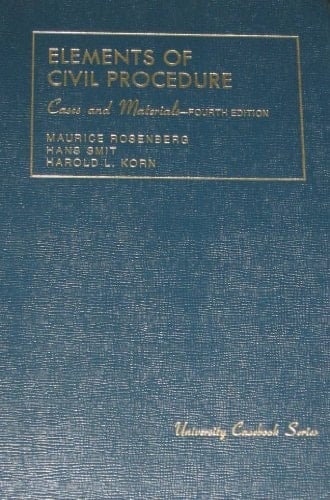 ELEMENTS OF
CIVIL PROCEDURE
Cases and Materials—FOURTH EDITION
MAURICE ROSENBERG
HANS SMIT
HAROLD L. KORN
University Casebook Series